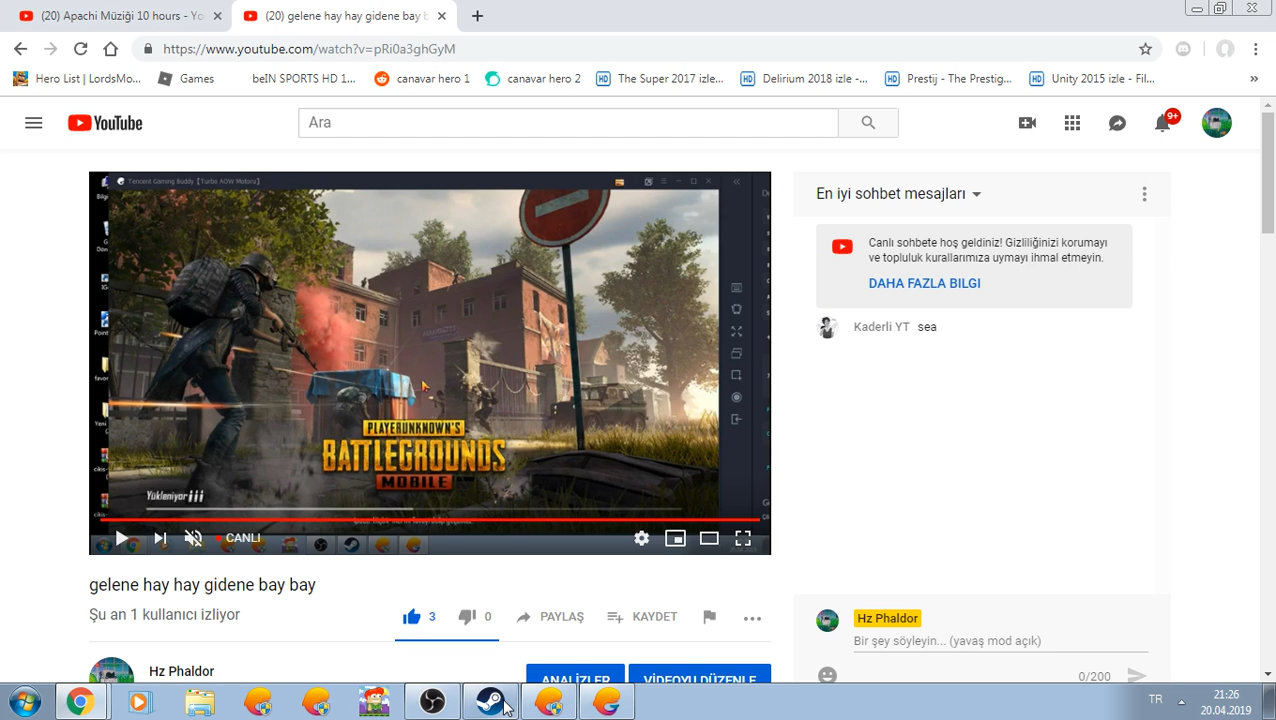 (20) Apachi Müziği 10 hours - Yo
(20) gelene hay hay gidene bay b
https://www.youtube.com/watch?v=pRi0a3ghGyM
Hero List | LordsMo...
Games
beIN SPORTS HD 1...
canavar hero 1
canavar hero 2
The Super 2017 izle...
Delirium 2018 izle -...
Prestij - The Prestig...
Unity 2015 izle - Fil...
YouTube
Ara
9+
Tencent Gaming Buddy【Turbo AOW Motoru】
PLAYERUNKNOWN'S
BATTLEGROUNDS
MOBILE
Yükleniyor
CANLI
En iyi sohbet mesajları
Canlı sohbete hoş geldiniz! Gizliliğinizi korumayı
ve topluluk kurallarımıza uymayı ihmal etmeyin.
DAHA FAZLA BILGI
Kaderli YT sea
gelene hay hay gidene bay bay
Şu an 1 kullanıcı izliyor
3
0
PAYLAŞ
KAYDET
Hz Phaldor
ANALİZLER
VİDEOYU DÜZENLE
Hz Phaldor
Bir şey söyleyin... (yavaş mod açık)
0/200
TR
21:26
20.04.2019